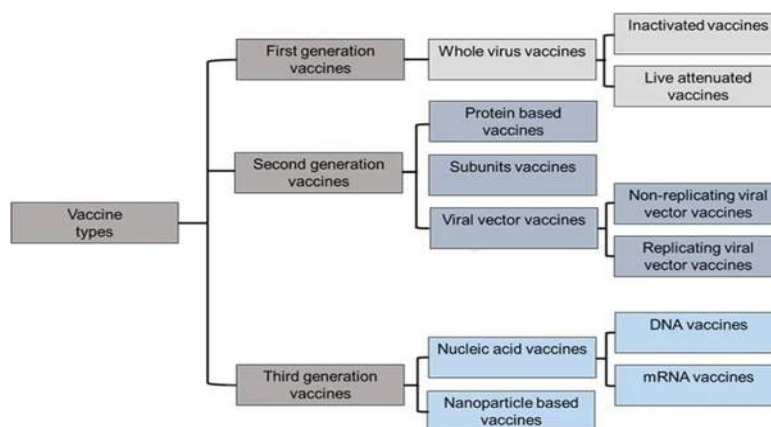 Inactivated vaccines
First generation
vaccines
Whole virus vaccines
Live attenuated
vaccines
Protein based
vaccines
Second generation
vaccines
Subunits vaccines
Vaccine
types
Viral vector vaccines
Non-replicating viral
vector vaccines
Replicating viral
vector vaccines
DNA vaccines
Nucleic acid vaccines
Third generation
vaccines
mRNA vaccines
Nanoparticle based
vaccines